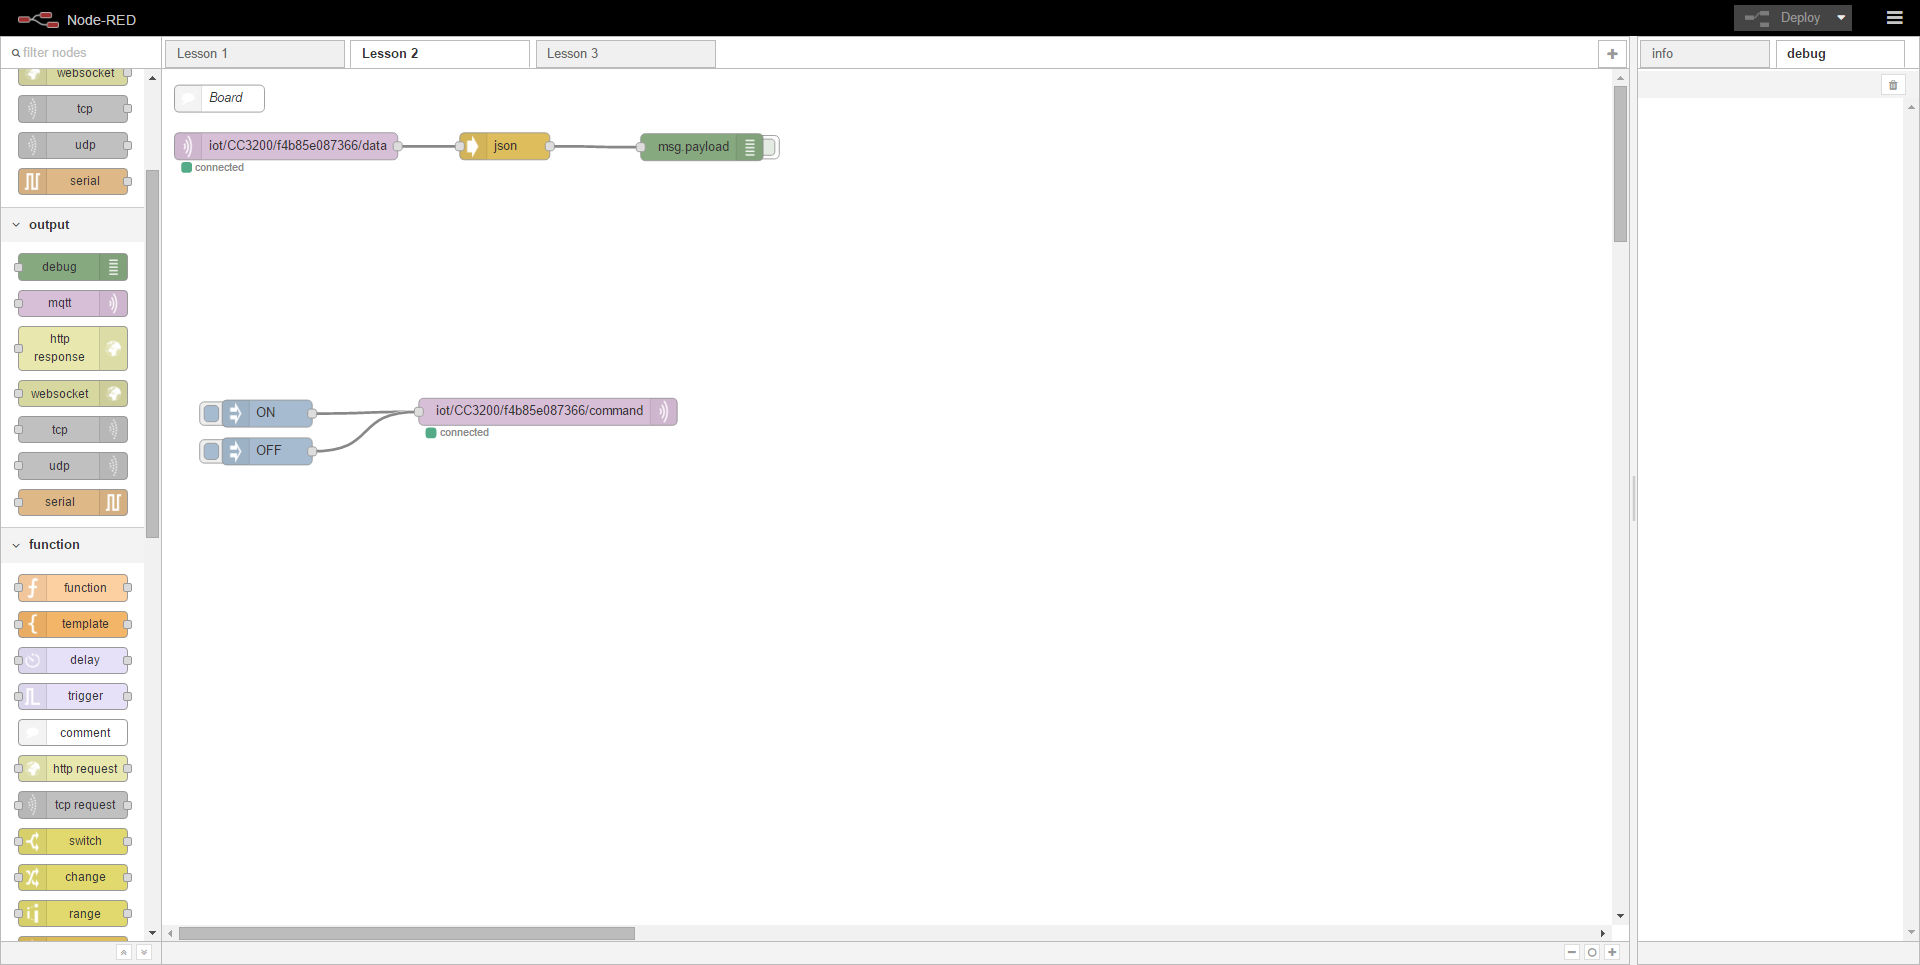 Node-RED
Deploy
filter nodes
Lesson 1
Lesson 2
Lesson 3
info
debug
websocket
tcp
udp
serial
output
debug
mqtt
http
response
websocket
tcp
udp
serial
function
function
template
delay
trigger
comment
http request
tcp request
switch
change
range
Board
iot/CC3200/f4b85e087366/data
json
msg.payload
connected
ON
iot/CC3200/f4b85e087366/command
connected
OFF